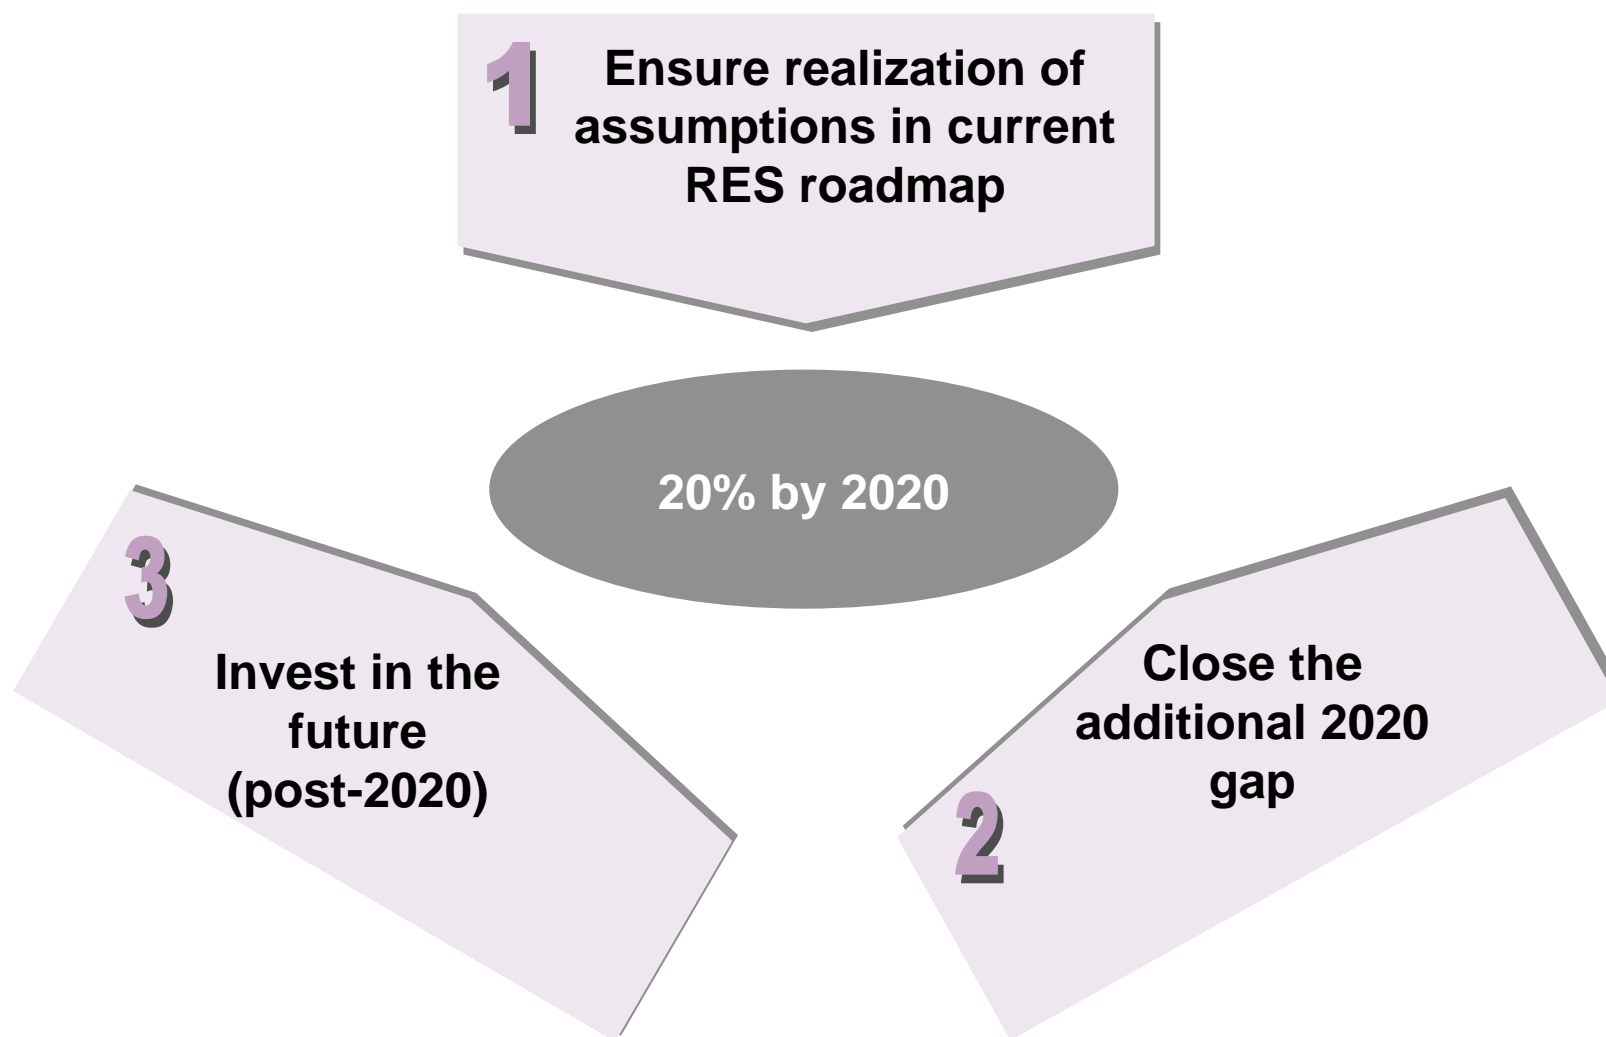 1
Ensure realization of
assumptions in current
RES roadmap
20% by 2020
3
Invest in the
future
(post-2020)
Close the
additional 2020
gap
2